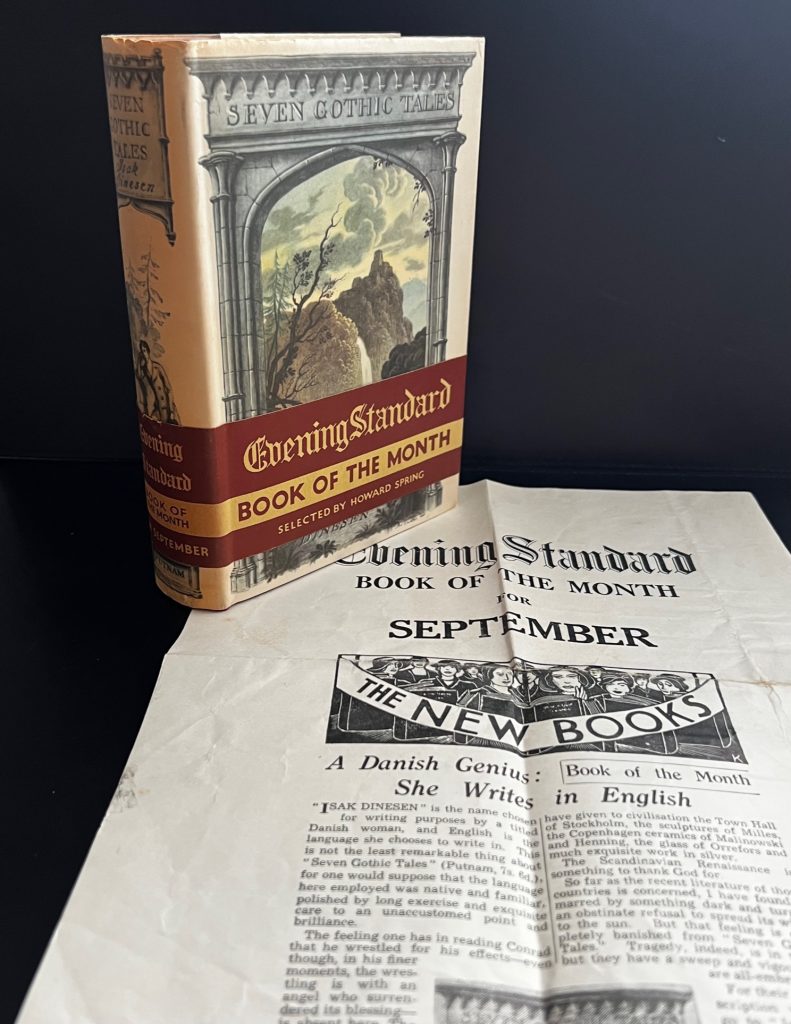 SEVEN
GOTHIC
TALES
Isak
Dinesen
Evening
Standard
BOOK OF
THE MONTH
SEPTEMBER
PUTNAM
SEVEN GOTHIC TALES
Evening Standard
BOOK OF THE MONTH
SELECTED BY HOWARD SPRING
DINESEN
Evening Standard
BOOK OF THE MONTH
FOR
SEPTEMBER
THE NEW BOOKS
K
A Danish Genius:
She Writes in English
Book of the Month
"ISAK DINESEN" is the name chosen
for writing purposes by a titled
Danish woman, and English is the
language she chooses to write in. This
is not the least remarkable thing about
"Seven Gothic Tales" (Putnam, 7s. 6d.),
for one would suppose that the language
here employed was native and familiar,
polished by long exercise and exquisite
care to an unaccustomed point and
brilliance.
The feeling one has in reading Conrad
that he wrestled for his effects—even
though, in his finer
moments, the wres-
tling is with an
angel who surren-
dered its blessing—
is absent here.
have given to civilisation the Town Hall
of Stockholm, the sculptures of Milles,
the Copenhagen ceramics of Malinowski
and Henning, the glass of Orrefors and
much exquisite work in silver.
The Scandinavian Renaissance is
something to thank God for.
So far as the recent literature of
countries is concerned, I have found
marred by something dark and
an obstinate refusal to spread its
to the sun. But that feeling is
pletely banished from "Seven
Tales." Tragedy, indeed, is in
but they have a sweep and
are
For their